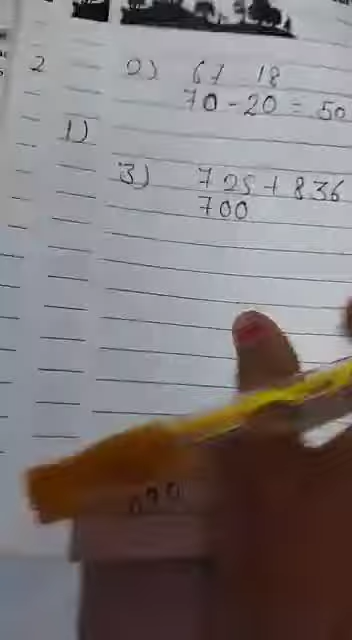 2
2) 67 18
70 - 20 = 50
1)
3) 725 + 836
700